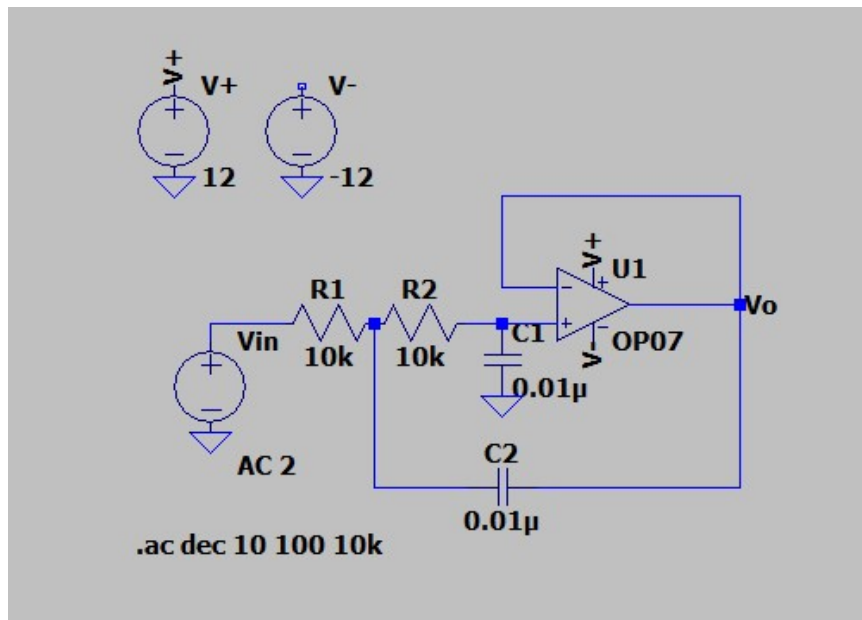 V+
V+
V-
12
-12
V+
U1
R1
R2
Vin
10k
10k
C1
OP07
Vo
V-
0.01µ
AC 2
C2
0.01µ
.ac dec 10 100 10k